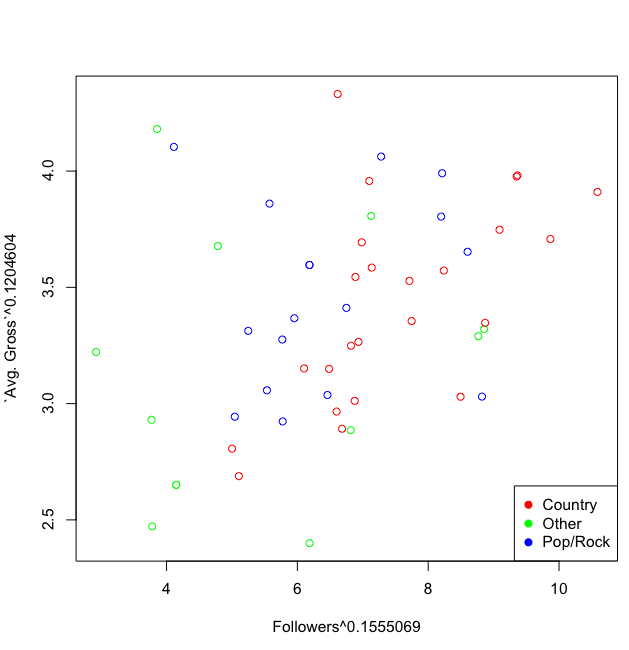 `Avg. Gross`^0.1204604
4.0
3.5
3.0
2.5
Country
Other
Pop/Rock
4 6 8 10
Followers^0.1555069